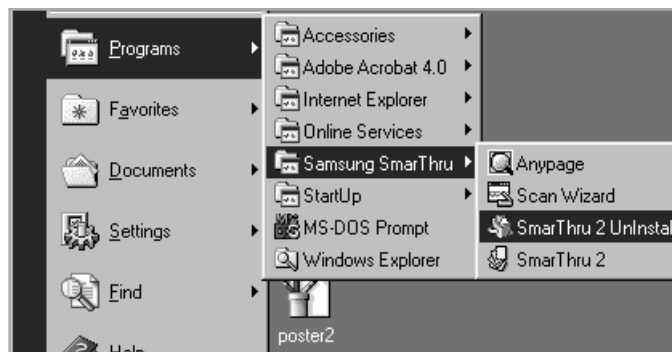 Programs
Favorites
Documents
Settings
Find
Help
Accessories
Adobe Acrobat 4.0
Internet Explorer
Online Services
Samsung SmarThru
StartUp
MS-DOS Prompt
Windows Explorer
Anypage
Scan Wizard
SmarThru 2 UnInstal
SmarThru 2
poster2